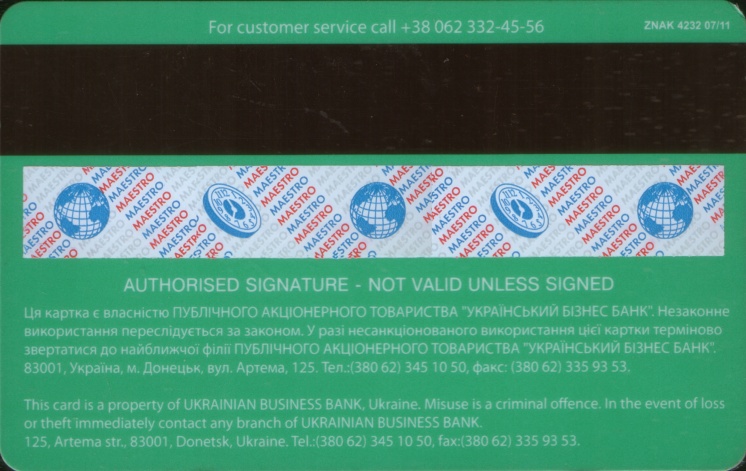 For customer service call +38 062 332-45-56
ZNAK 4232 07/11
MAESTRO
AUTHORISED SIGNATURE - NOT VALID UNLESS SIGNED
Ця картка є власністю ПУБЛІЧНОГО АКЦІОНЕРНОГО ТОВАРИСТВА "УКРАЇНСЬКИЙ БІЗНЕС БАНК". Незаконне
використання переслідується за законом. У разі несанкціонованого використання цієї картки терміново
звертатися до найближчої філії ПУБЛІЧНОГО АКЦІОНЕРНОГО ТОВАРИСТВА "УКРАЇНСЬКИЙ БІЗНЕС БАНК".
83001, Україна, м. Донецьк, вул. Артема, 125. Тел.:(380 62) 345 10 50, факс: (380 62) 335 93 53.
This card is a property of UKRAINIAN BUSINESS BANK, Ukraine. Misuse is a criminal offence. In the event of loss
or theft immediately contact any branch of UKRAINIAN BUSINESS BANK.
125, Artema str., 83001, Donetsk, Ukraine. Tel.:(380 62) 345 10 50, fax:(380 62) 335 93 53.